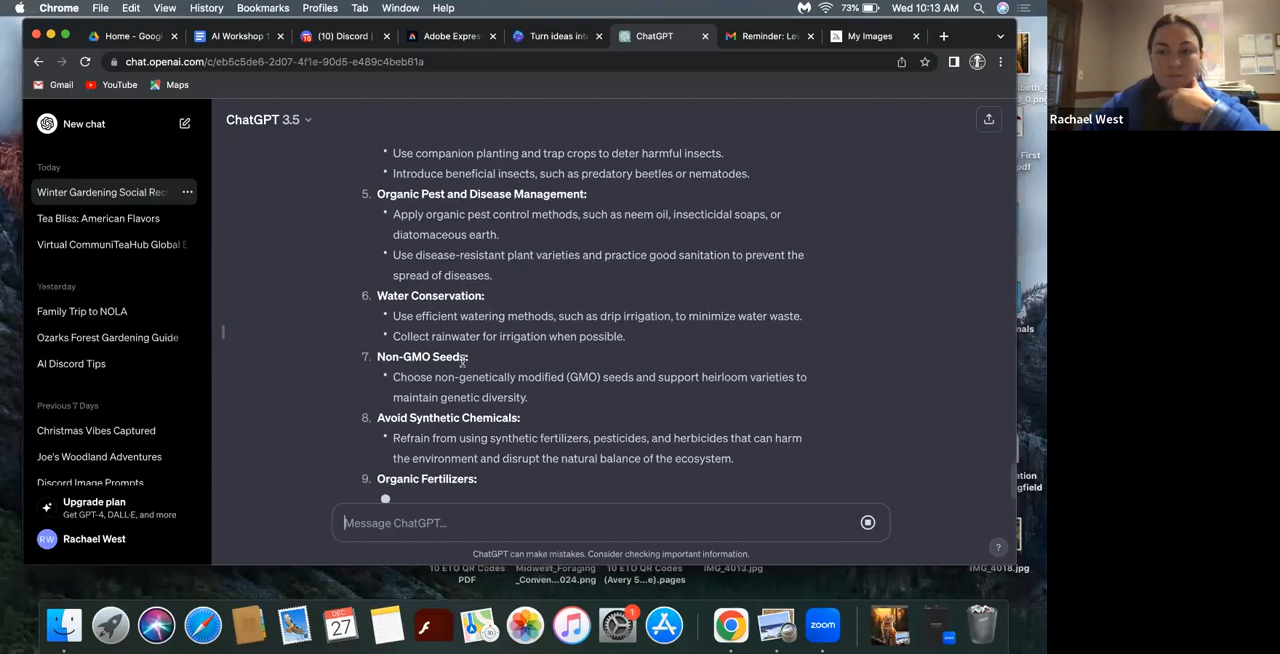 Chrome File Edit View History Bookmarks Profiles Tab Window Help 73% Wed 10:13 AM
Home - Googl AI Workshop 1 (10) Discord | Adobe Expres Turn ideas into ChatGPT Reminder: Le My Images
chat.openai.com/c/eb5c5de6-2d07-4f1e-90d5-e489c4beb61a
Gmail YouTube Maps
New chat
Today
Winter Gardening Social Rec
Tea Bliss: American Flavors
Virtual CommuniTeaHub Global E
Yesterday
Family Trip to NOLA
Ozarks Forest Gardening Guide
AI Discord Tips
Previous 7 Days
Christmas Vibes Captured
Joe's Woodland Adventures
Discord Image Prompts
Upgrade plan
Get GPT-4, DALL·E, and more
RW Rachael West
ChatGPT 3.5
• Use companion planting and trap crops to deter harmful insects.
• Introduce beneficial insects, such as predatory beetles or nematodes.
5. Organic Pest and Disease Management:
• Apply organic pest control methods, such as neem oil, insecticidal soaps, or
diatomaceous earth.
• Use disease-resistant plant varieties and practice good sanitation to prevent the
spread of diseases.
6. Water Conservation:
• Use efficient watering methods, such as drip irrigation, to minimize water waste.
• Collect rainwater for irrigation when possible.
7. Non-GMO Seeds:
• Choose non-genetically modified (GMO) seeds and support heirloom varieties to
maintain genetic diversity.
8. Avoid Synthetic Chemicals:
• Refrain from using synthetic fertilizers, pesticides, and herbicides that can harm
the environment and disrupt the natural balance of the ecosystem.
9. Organic Fertilizers:
Message ChatGPT...
ChatGPT can make mistakes. Consider checking important information.
?
Rachael West
10 ETO QR Codes
PDF
Midwest_Foraging
_Conven...024.png
10 ETO QR Codes
(Avery 5...e).pages
IMG_4013.jpg
IMG_4018.jpg
DEC
27
1
zoom